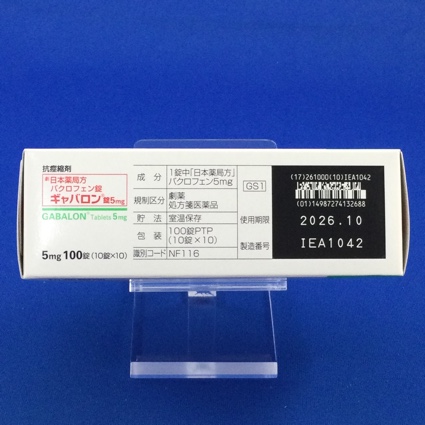 抗痙縮剤
日本薬局方
バクロフェン錠
ギャバロン®錠5mg
GABALON® Tablets 5mg
5mg 100錠 (10錠×10)
成分 1錠中「日本薬局方」
バクロフェン5mg
規制区分 劇薬
処方箋医薬品
貯法 室温保存
包装 100錠PTP
(10錠×10)
識別コード NF116
GS1
(17)261000(10)IEA1042
(01)14987274132688
使用期限 2026.10
製造番号 IEA1042